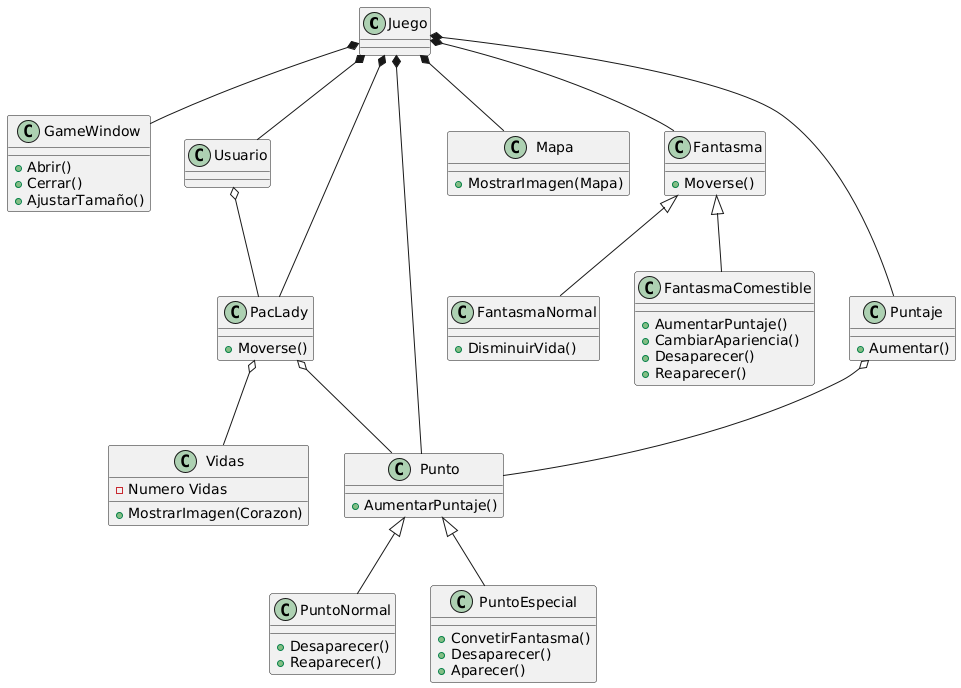 C Juego
C GameWindow
Abrir()
Cerrar()
AjustarTamaño()
C Usuario
C Mapa
MostrarImagen(Mapa)
C Fantasma
Moverse()
C PacLady
Moverse()
C FantasmaNormal
DisminuirVida()
C FantasmaComestible
AumentarPuntaje()
CambiarApariencia()
Desaparecer()
Reaparecer()
C Puntaje
Aumentar()
C Vidas
Numero Vidas
MostrarImagen(Corazon)
C Punto
AumentarPuntaje()
C PuntoNormal
Desaparecer()
Reaparecer()
C PuntoEspecial
ConvetirFantasma()
Desaparecer()
Aparecer()